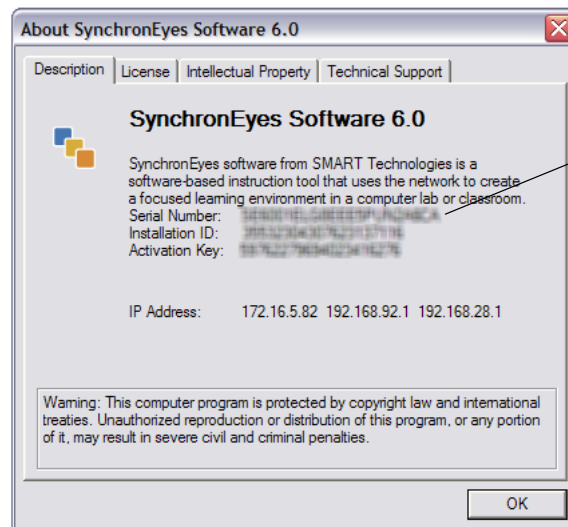 About SynchronEyes Software 6.0
Description License Intellectual Property Technical Support
SynchronEyes Software 6.0
SynchronEyes software from SMART Technologies is a
software-based instruction tool that uses the network to create
a focused learning environment in a computer lab or classroom.
Serial Number:
Installation ID:
Activation Key:
IP Address: 172.16.5.82 192.168.92.1 192.168.28.1
Warning: This computer program is protected by copyright law and international
treaties. Unauthorized reproduction or distribution of this program, or any portion
of it, may result in severe civil and criminal penalties.
OK